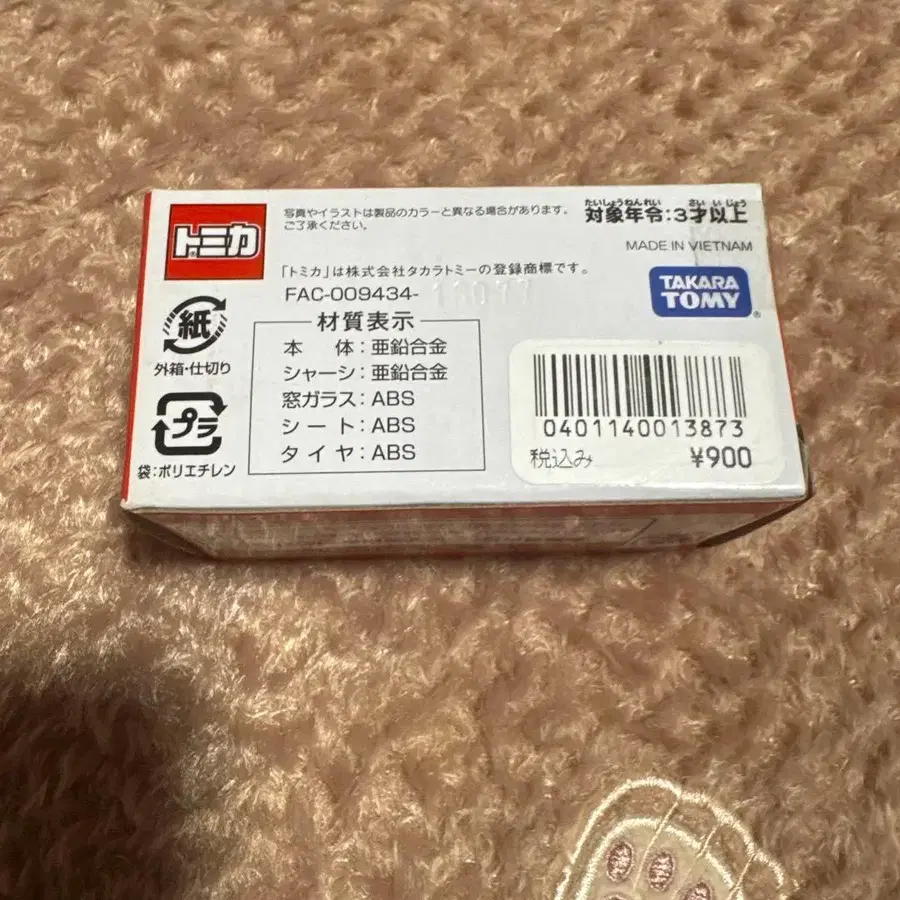 トミカ
®
写真やイラストは製品のカラーと異なる場合があります。
ご了承ください。
たいしょうねんれい さいいじょう
対象年令:3才以上
MADE IN VIETNAM
「トミカ」は株式会社タカラトミーの登録商標です。
FAC-009434-
TAKARA
TOMY
®
紙
外箱・仕切り
プラ
袋:ポリエチレン
材質表示
本 体:亜鉛合金
シャーシ:亜鉛合金
窓ガラス:ABS
シート:ABS
タイヤ:ABS
0401140013873
税込み ¥900